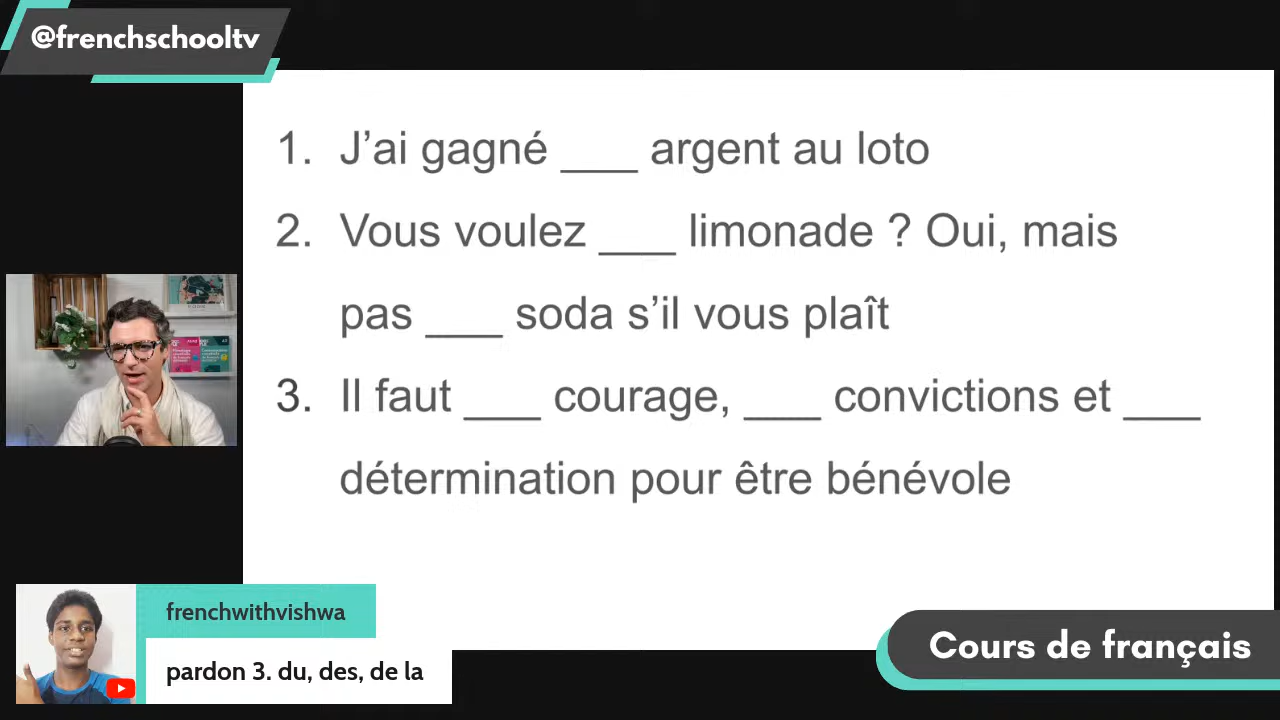 @frenchschooltv
1. J’ai gagné ___ argent au loto
2. Vous voulez ___ limonade ? Oui, mais
pas ___ soda s’il vous plaît
3. Il faut ___ courage, ___ convictions et ___
détermination pour être bénévole
frenchwithvishwa
pardon 3. du, des, de la
Cours de français